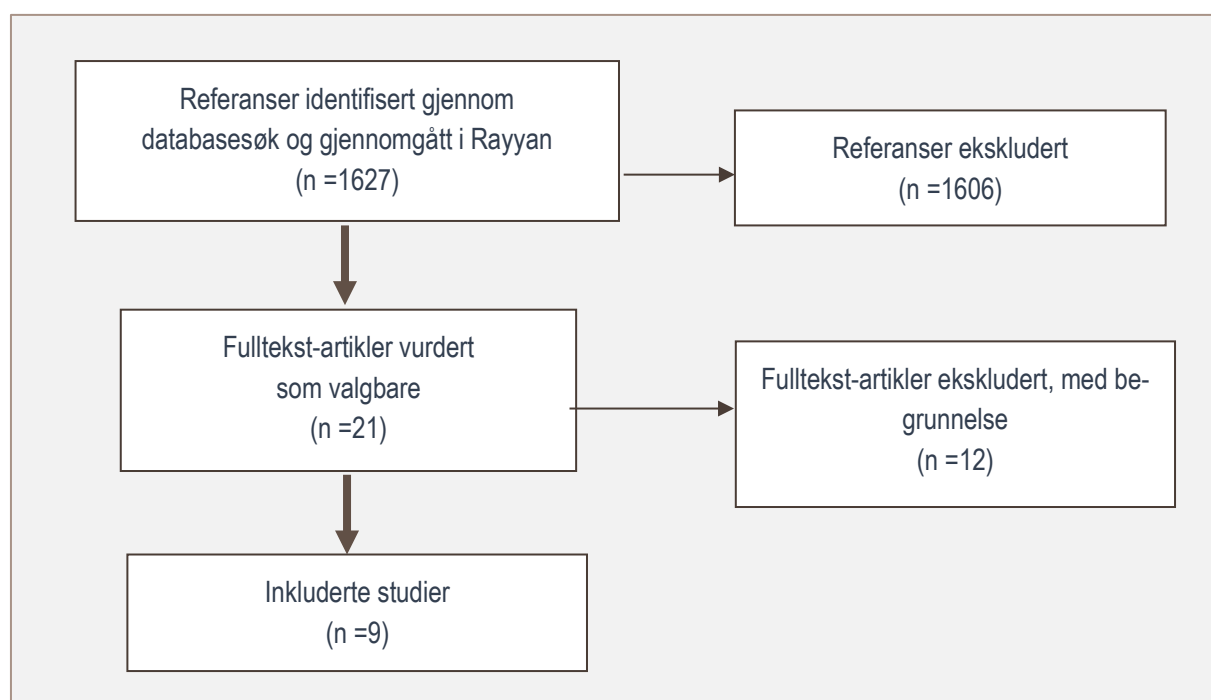 Referanser identifisert gjennom
databasesøk og gjennomgått i Rayyan
(n =1627)
Referanser ekskludert
(n =1606)
Fulltekst-artikler vurdert
som valgbare
(n =21)
Fulltekst-artikler ekskludert, med be-
grunnelse
(n =12)
Inkluderte studier
(n =9)